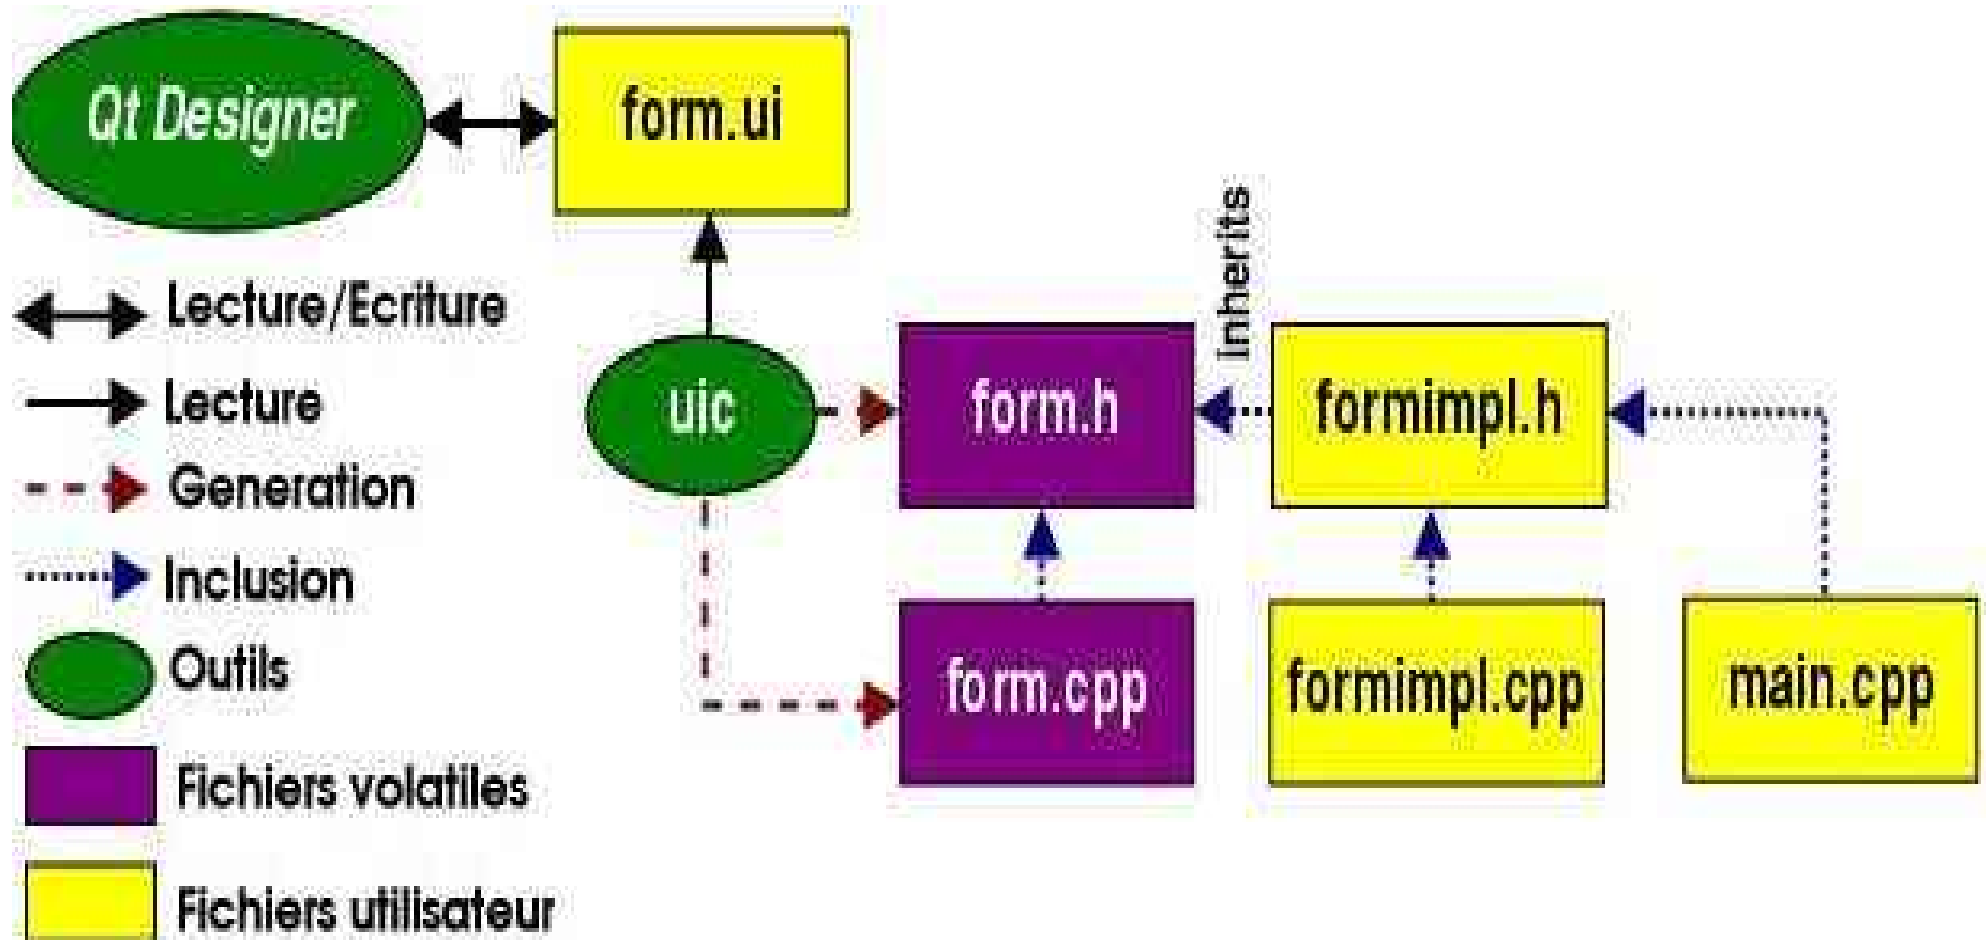 Qt Designer
form.ui
Inherits
Lecture/Ecriture
Lecture
uic
form.h
formimpl.h
Generation
Inclusion
Outils
form.cpp
formimpl.cpp
main.cpp
Fichiers volatiles
Fichiers utilisateur